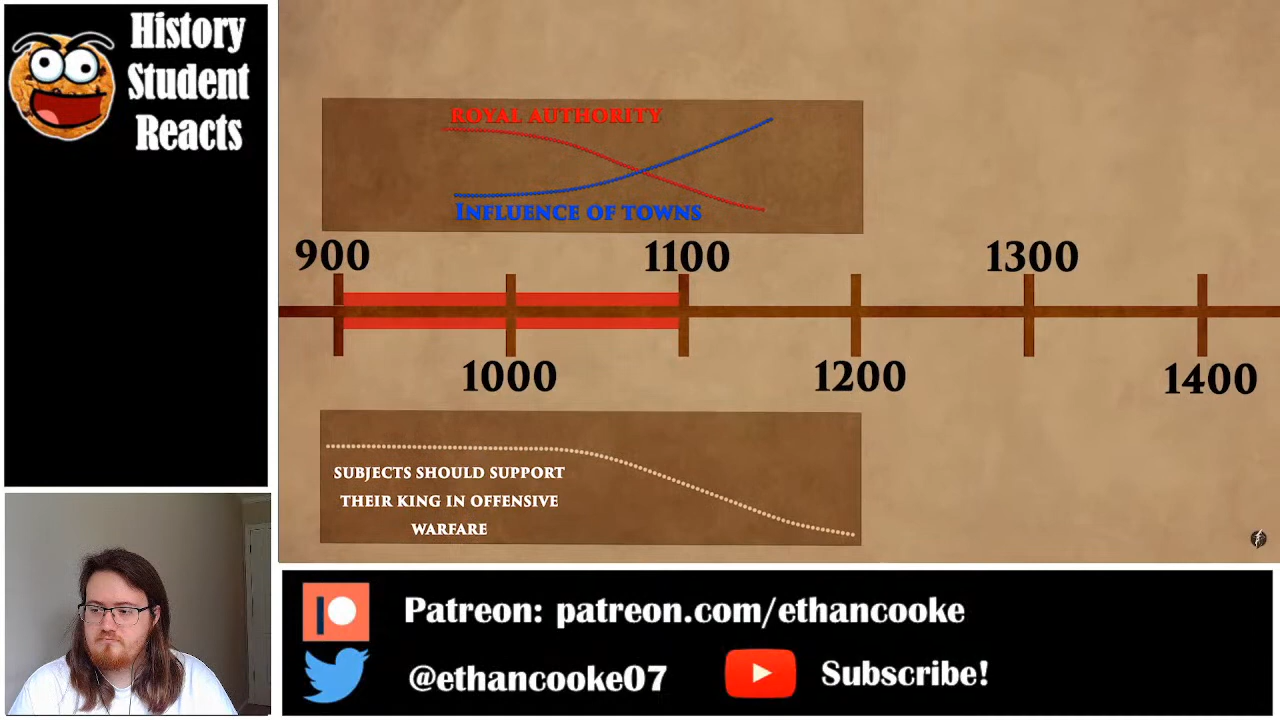 History
Student
Reacts
ROYAL AUTHORITY
INFLUENCE OF TOWNS
900
1100
1300
1000
1200
1400
SUBJECTS SHOULD SUPPORT
THEIR KING IN OFFENSIVE
WARFARE
Patreon: patreon.com/ethancooke
@ethancooke07
Subscribe!